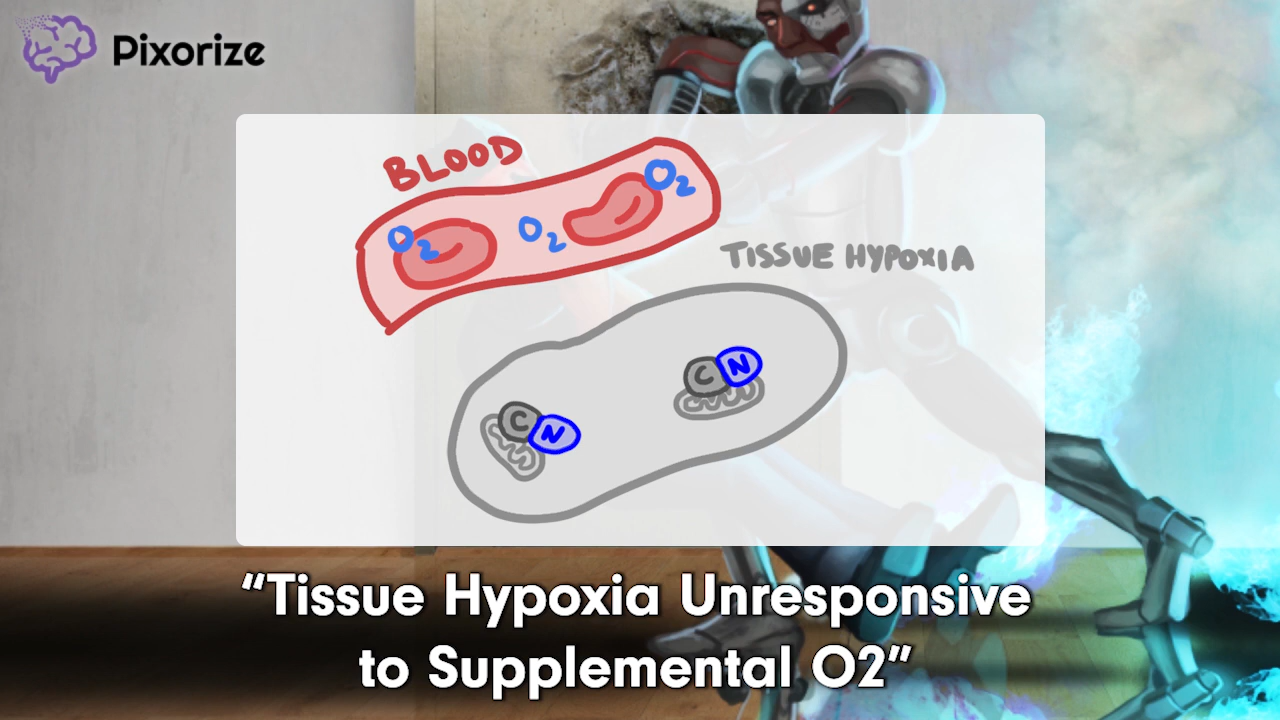 Pixorize
BLOOD
O2
O2
O2
TISSUE HYPOXIA
C N
C N
“Tissue Hypoxia Unresponsive
to Supplemental O2”